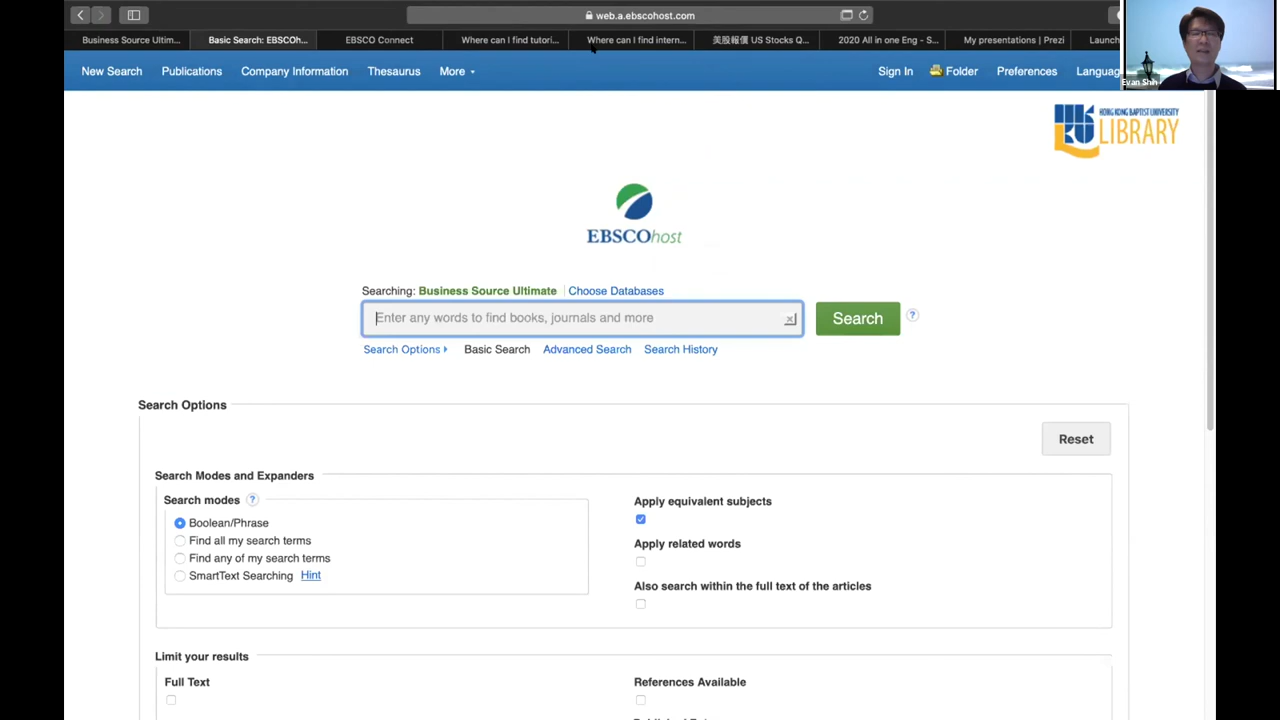 web.a.ebscohost.com
Business Source Ultim... Basic Search: EBSCOh... EBSCO Connect Where can I find tutori... Where can I find intern... 美股報價 US Stocks Q... 2020 All in one Eng - S... My presentations | Prezi Launch
New Search Publications Company Information Thesaurus More Sign In Folder Preferences Languag
Evan Shih
HONG KONG BAPTIST UNIVERSITY
LIBRARY
EBSCOhost
Searching: Business Source Ultimate Choose Databases
Enter any words to find books, journals and more
Search ?
Search Options Basic Search Advanced Search Search History
Search Options
Reset
Search Modes and Expanders
Search modes ?
Boolean/Phrase
Find all my search terms
Find any of my search terms
SmartText Searching Hint
Apply equivalent subjects
Apply related words
Also search within the full text of the articles
Limit your results
Full Text
References Available